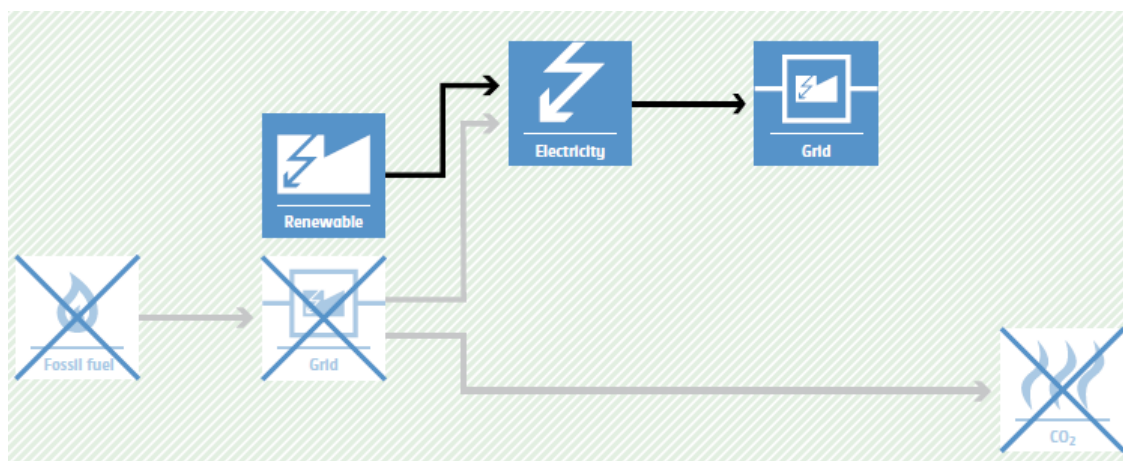 Electricity
Grid
Renewable
Fossil fuel
Grid
CO₂